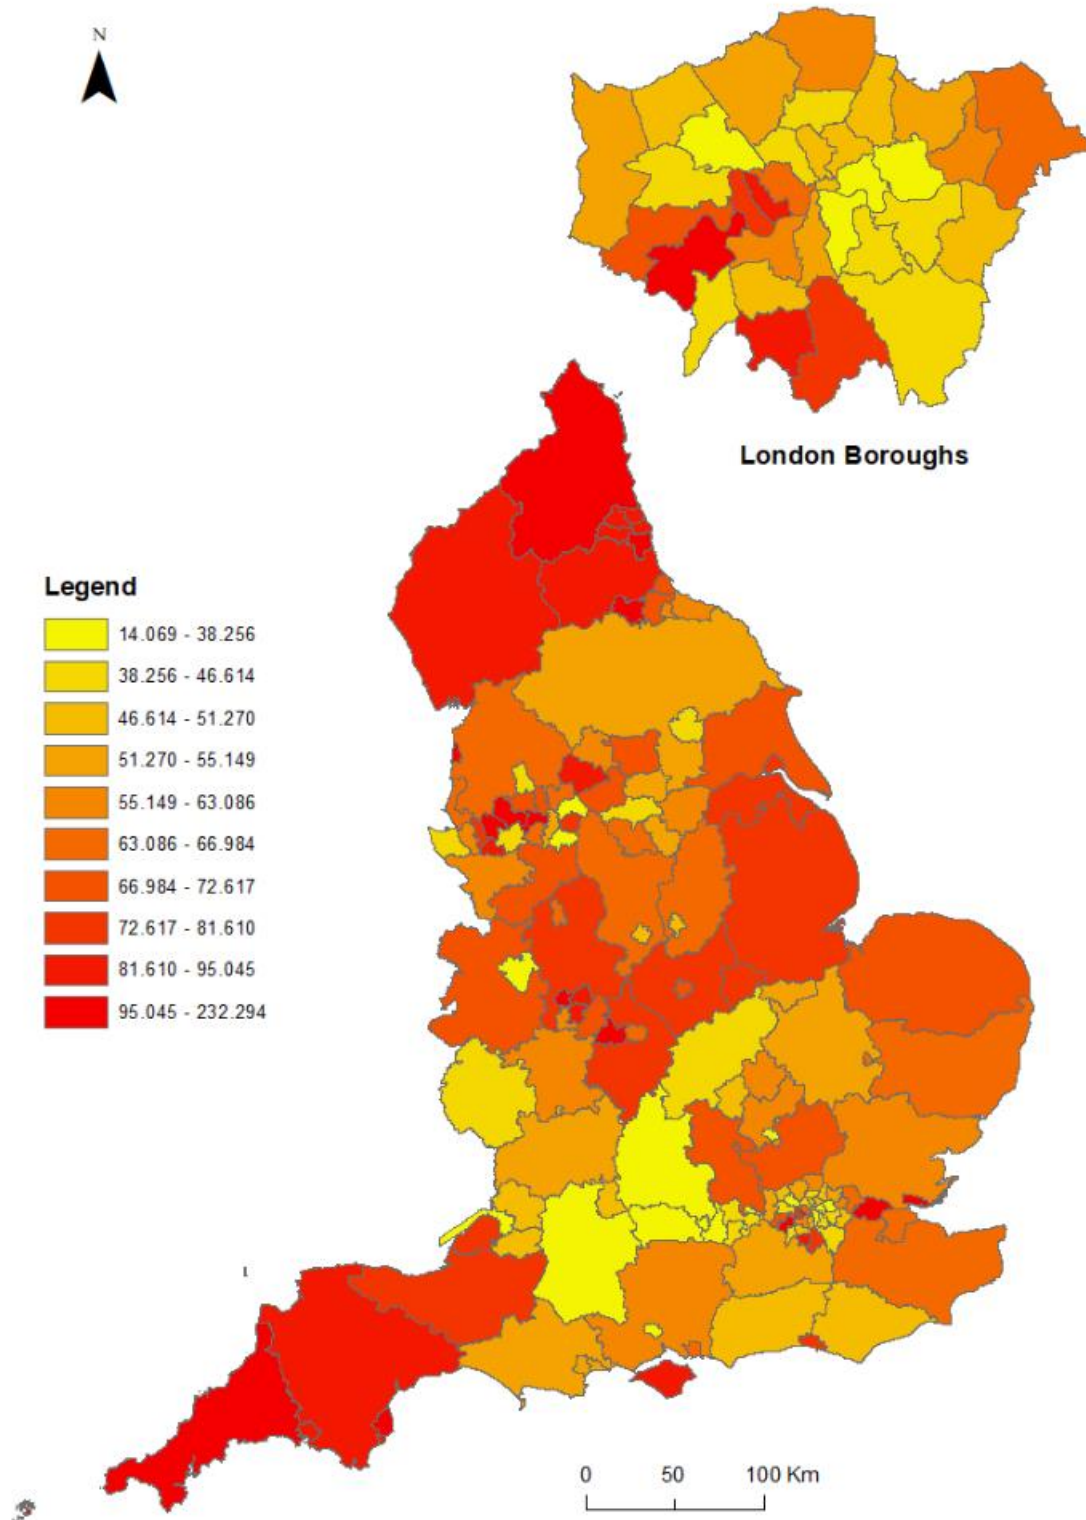 N
London Boroughs
Legend
14.069 - 38.256
38.256 - 46.614
46.614 - 51.270
51.270 - 55.149
55.149 - 63.086
63.086 - 66.984
66.984 - 72.617
72.617 - 81.610
81.610 - 95.045
95.045 - 232.294
0 50 100 Km